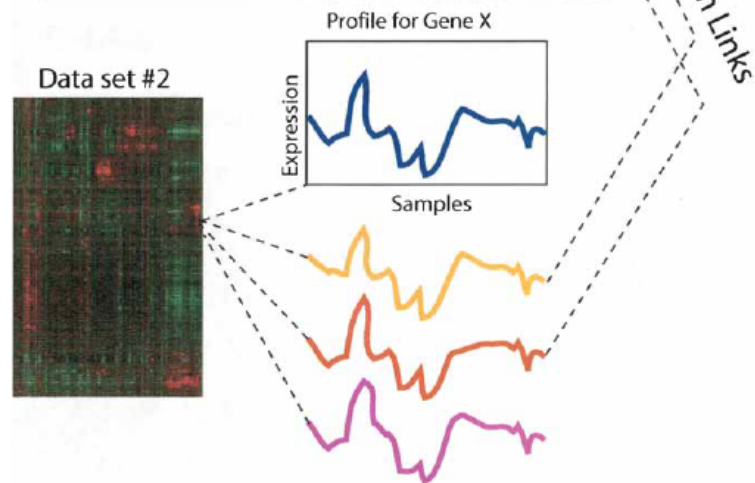 Profile for Gene X
Links
Data set #2
Expression
Samples